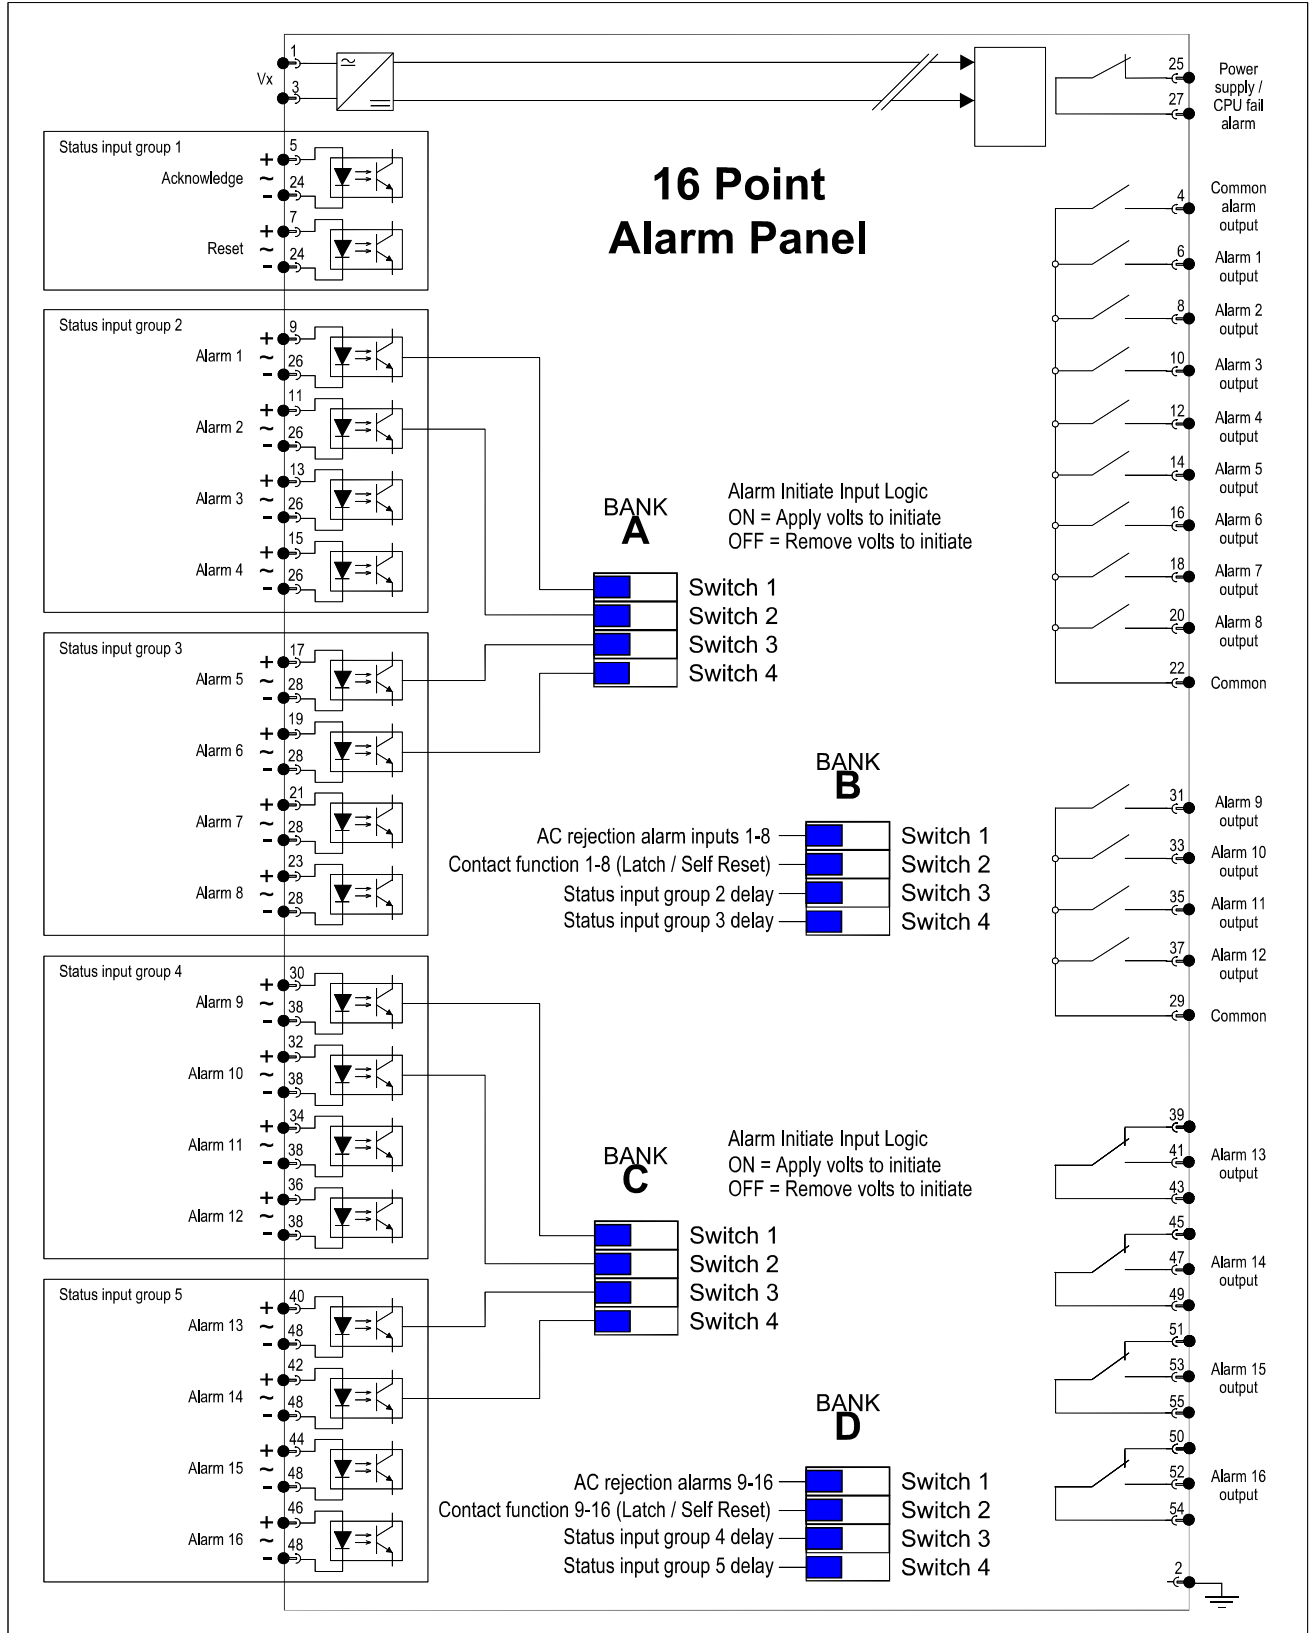 1
Vx
3
25
Power
supply /
CPU fail
alarm
27
16 Point
Alarm Panel
Status input group 1
5
+
Acknowledge ~
24
-
7
+
Reset ~
24
-
Status input group 2
9
+
Alarm 1 ~
26
-
11
+
Alarm 2 ~
26
-
13
+
Alarm 3 ~
26
-
15
+
Alarm 4 ~
26
-
Status input group 3
17
+
Alarm 5 ~
28
-
19
+
Alarm 6 ~
28
-
21
+
Alarm 7 ~
28
-
23
+
Alarm 8 ~
28
-
Status input group 4
30
+
Alarm 9 ~
38
-
32
+
Alarm 10 ~
38
-
34
+
Alarm 11 ~
38
-
36
+
Alarm 12 ~
38
-
Status input group 5
40
+
Alarm 13 ~
48
-
42
+
Alarm 14 ~
48
-
44
+
Alarm 15 ~
48
-
46
+
Alarm 16 ~
48
-
BANK
A
Alarm Initiate Input Logic
ON = Apply volts to initiate
OFF = Remove volts to initiate
Switch 1
Switch 2
Switch 3
Switch 4
BANK
B
AC rejection alarm inputs 1-8 Switch 1
Contact function 1-8 (Latch / Self Reset) Switch 2
Status input group 2 delay Switch 3
Status input group 3 delay Switch 4
BANK
C
Alarm Initiate Input Logic
ON = Apply volts to initiate
OFF = Remove volts to initiate
Switch 1
Switch 2
Switch 3
Switch 4
BANK
D
AC rejection alarms 9-16 Switch 1
Contact function 9-16 (Latch / Self Reset) Switch 2
Status input group 4 delay Switch 3
Status input group 5 delay Switch 4
4
Common
alarm
output
6
Alarm 1
output
8
Alarm 2
output
10
Alarm 3
output
12
Alarm 4
output
14
Alarm 5
output
16
Alarm 6
output
18
Alarm 7
output
20
Alarm 8
output
22
Common
31
Alarm 9
output
33
Alarm 10
output
35
Alarm 11
output
37
Alarm 12
output
29
Common
39
41
Alarm 13
output
43
45
47
Alarm 14
output
49
51
53
Alarm 15
output
55
50
52
Alarm 16
output
54
2